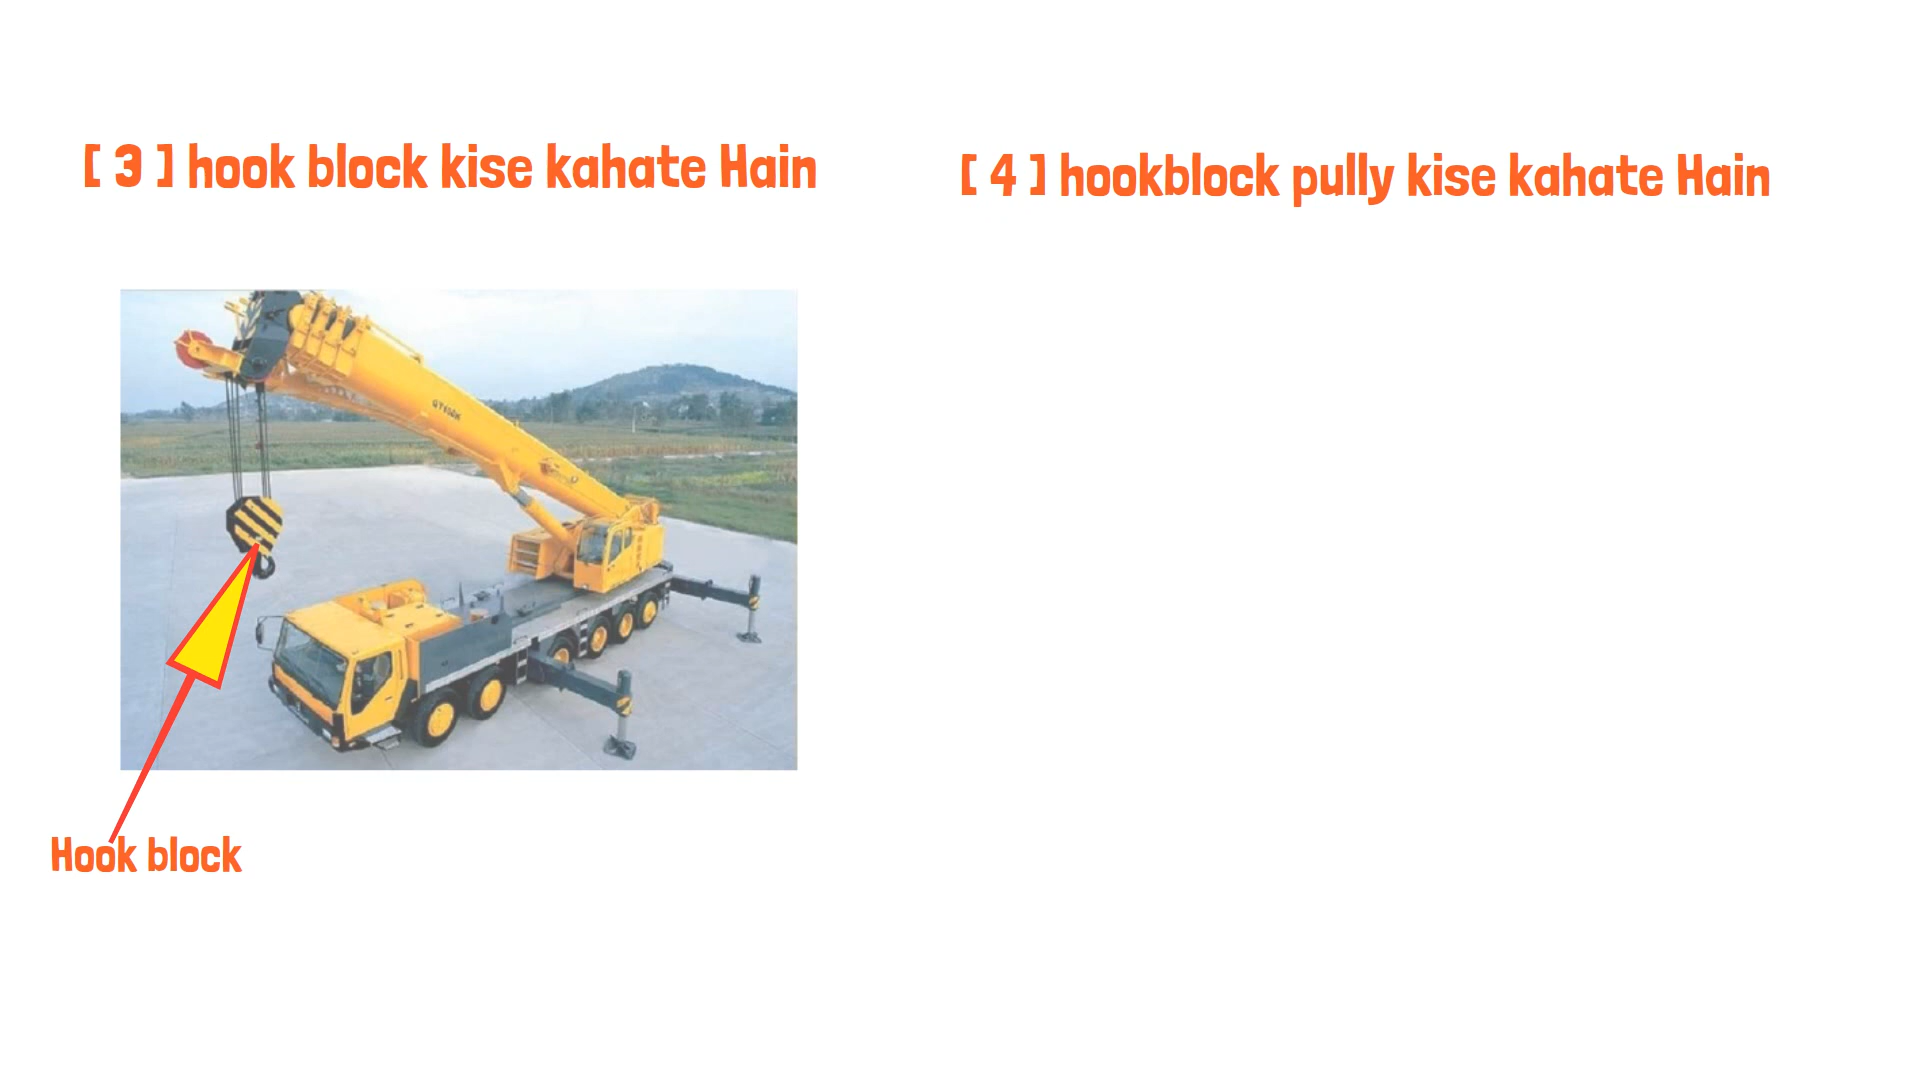 [ 3 ] hook block kise kahate Hain
[ 4 ] hookblock pully kise kahate Hain
Hook block